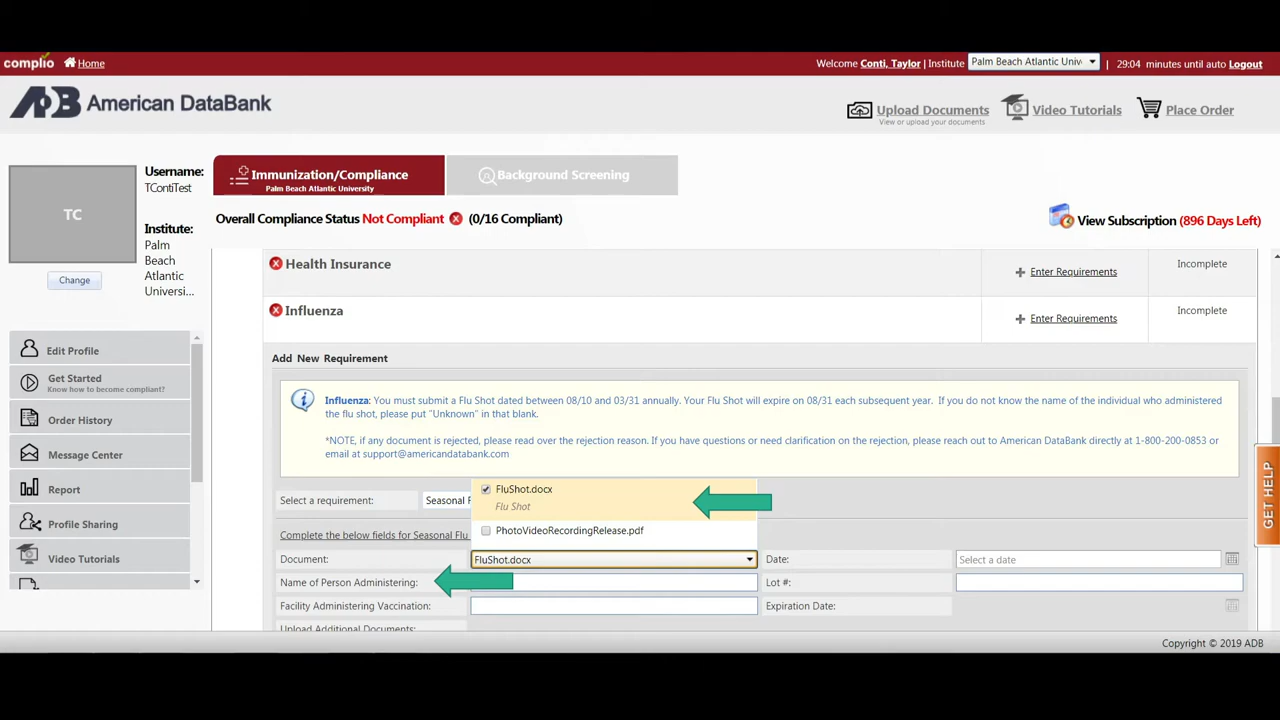 complio Home Welcome Conti, Taylor | Institute Palm Beach Atlantic Univ | 29:04 minutes until auto Logout
ADB American DataBank
Upload Documents Video Tutorials Place Order
View or upload your documents
TC
Username:
TContiTest
Institute:
Palm
Beach
Atlantic
Universi...
Change
Immunization/Compliance
Palm Beach Atlantic University
Background Screening
Overall Compliance Status Not Compliant (0/16 Compliant)
View Subscription (896 Days Left)
Edit Profile
Get Started
Know how to become compliant?
Order History
Message Center
Report
Profile Sharing
Video Tutorials
Health Insurance Enter Requirements Incomplete
Influenza Enter Requirements Incomplete
Add New Requirement
Influenza: You must submit a Flu Shot dated between 08/10 and 03/31 annually. Your Flu Shot will expire on 08/31 each subsequent year. If you do not know the name of the individual who administered
the flu shot, please put "Unknown" in that blank.
*NOTE, if any document is rejected, please read over the rejection reason. If you have questions or need clarification on the rejection, please reach out to American DataBank directly at 1-800-200-0853 or
email at support@americandatabank.com
Select a requirement: Seasonal F
FluShot.docx
Flu Shot
PhotoVideoRecordingRelease.pdf
Complete the below fields for Seasonal Flu
Document: FluShot.docx Date: Select a date
Name of Person Administering: Lot #:
Facility Administering Vaccination: Expiration Date:
Upload Additional Documents:
GET HELP
Copyright © 2019 ADB